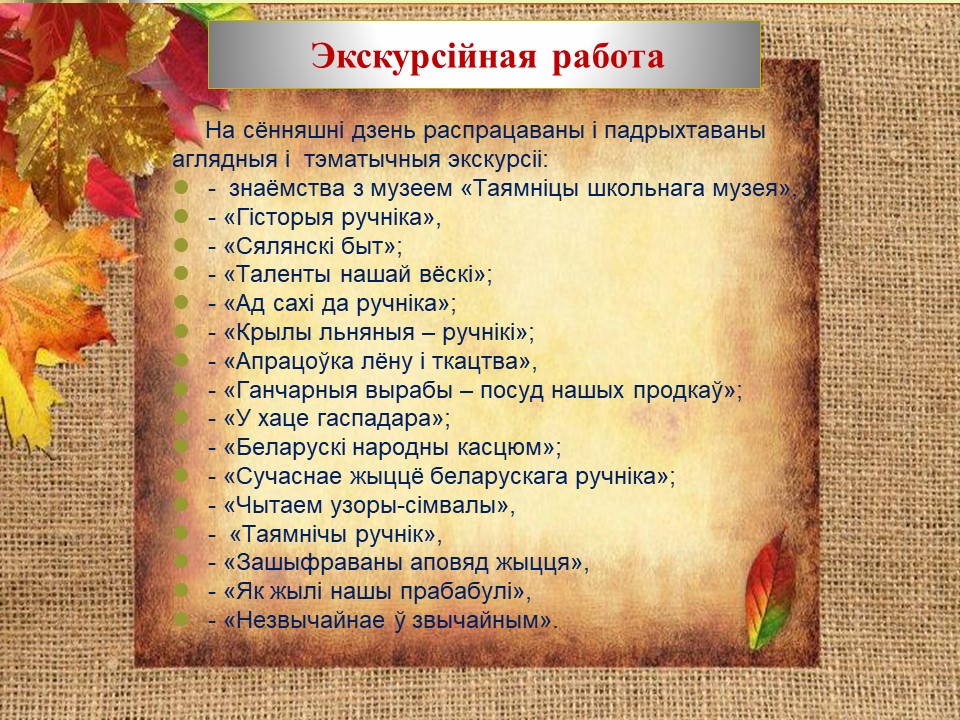 Экскурсійная работа
На сённяшні дзень распрацаваны і падрыхтаваны
аглядныя і тэматычныя экскурсіі:
- знаёмства з музеем «Таямніцы школьнага музея»,
- «Гісторыя ручніка»,
- «Сялянскі быт»;
- «Таленты нашай вёскі»;
- «Ад сахі да ручніка»;
- «Крылы льняныя – ручнікі»;
- «Апрацоўка лёну і ткацтва»,
- «Ганчарныя вырабы – посуд нашых продкаў»;
- «У хаце гаспадара»;
- «Беларускі народны касцюм»;
- «Сучаснае жыццё беларускага ручніка»;
- «Чытаем узоры-сімвалы»,
- «Таямнічы ручнік»,
- «Зашыфраваны аповяд жыцця»,
- «Як жылі нашы прабабулі»,
- «Незвычайнае ў звычайным».